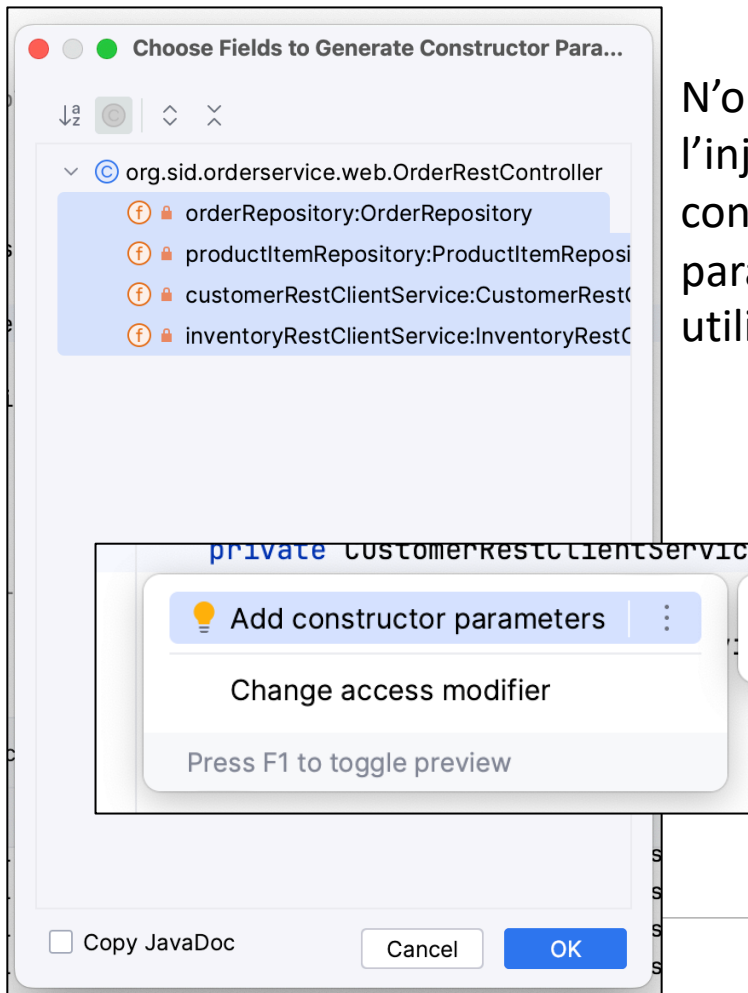 Choose Fields to Generate Constructor Para...
org.sid.orderservice.web.OrderRestController
orderRepository:OrderRepository
productItemRepository:ProductItemReposi
customerRestClientService:CustomerRest
inventoryRestClientService:InventoryRest
N'o
l'inj
con
para
utili
private CustomerRestClientServic
Add constructor parameters
Change access modifier
Press F1 to toggle preview
Copy JavaDoc
Cancel
OK